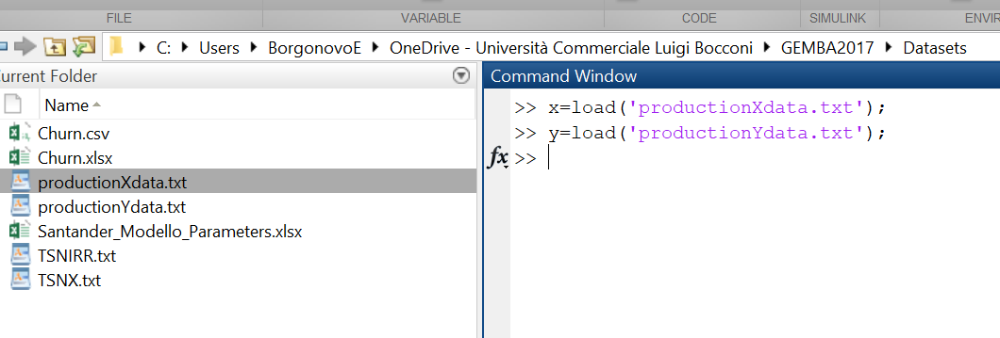 FILE VARIABLE CODE SIMULINK ENVIR
C: Users BorgonovoE OneDrive - Università Commerciale Luigi Bocconi GEMBA2017 Datasets
urrent Folder
Command Window
Name
Churn.csv
Churn.xlsx
productionXdata.txt
productionYdata.txt
Santander_Modello_Parameters.xlsx
TSNIRR.txt
TSNX.txt
>> x=load('productionXdata.txt');
>> y=load('productionYdata.txt');
fx >>